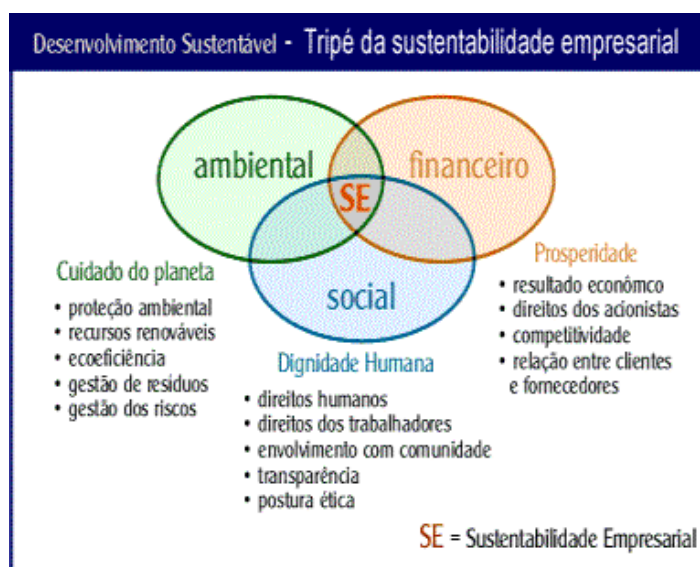 Desenvolvimento Sustentável - Tripé da sustentabilidade empresarial
ambiental
financeiro
SE
social
Cuidado do planeta
• proteção ambiental
• recursos renováveis
• ecoeficiência
• gestão de resíduos
• gestão dos riscos
Dignidade Humana
• direitos humanos
• direitos dos trabalhadores
• envolvimento com comunidade
• transparência
• postura ética
Prosperidade
• resultado econômco
• direitos dos acionistas
• competitividade
• relação entre clientes
e fornecedores
SE = Sustentabilidade Empresarial